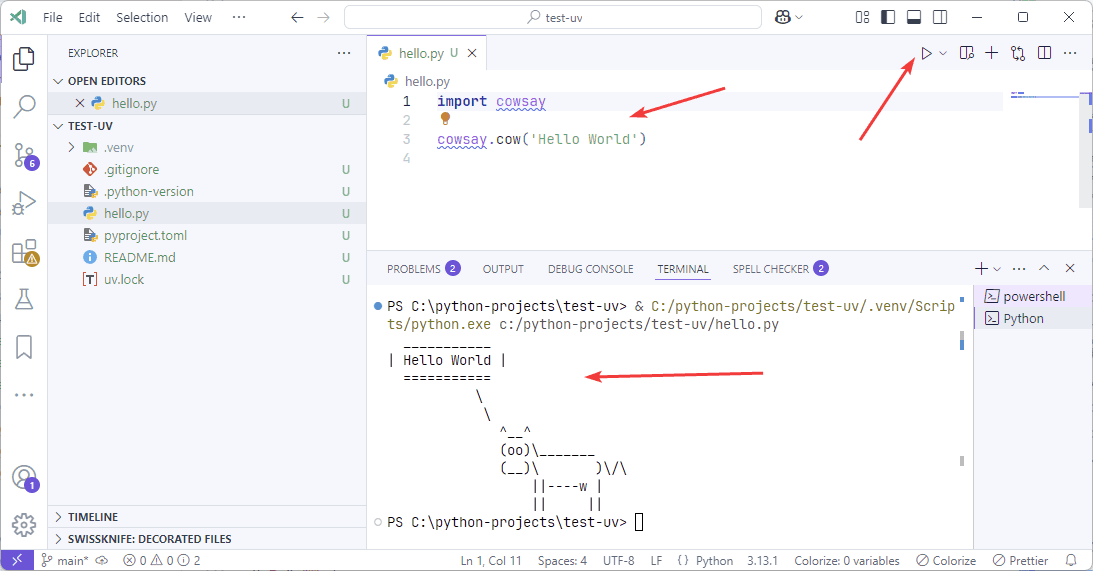 File Edit Selection View ··· test-uv
EXPLORER ···
OPEN EDITORS
hello.py U
TEST-UV
.venv
.gitignore U
.python-version U
hello.py U
pyproject.toml U
README.md U
uv.lock U
TIMELINE
SWISSKNIFE: DECORATED FILES
6
1
hello.py U
hello.py
1 import cowsay
2
3 cowsay.cow('Hello World')
4
PROBLEMS 2 OUTPUT DEBUG CONSOLE TERMINAL SPELL CHECKER 2
PS C:\python-projects\test-uv> & C:/python-projects/test-uv/.venv/Scrip
ts/python.exe c:/python-projects/test-uv/hello.py
  ___________
| Hello World |
  ===========
           \
            \
              ^__^
              (oo)\_______
              (__)\       )\/\
                  ||----w |
                  ||     ||
PS C:\python-projects\test-uv>
powershell
Python
main* 0 0 2 Ln 1, Col 11 Spaces: 4 UTF-8 LF { } Python 3.13.1 Colorize: 0 variables Colorize Prettier